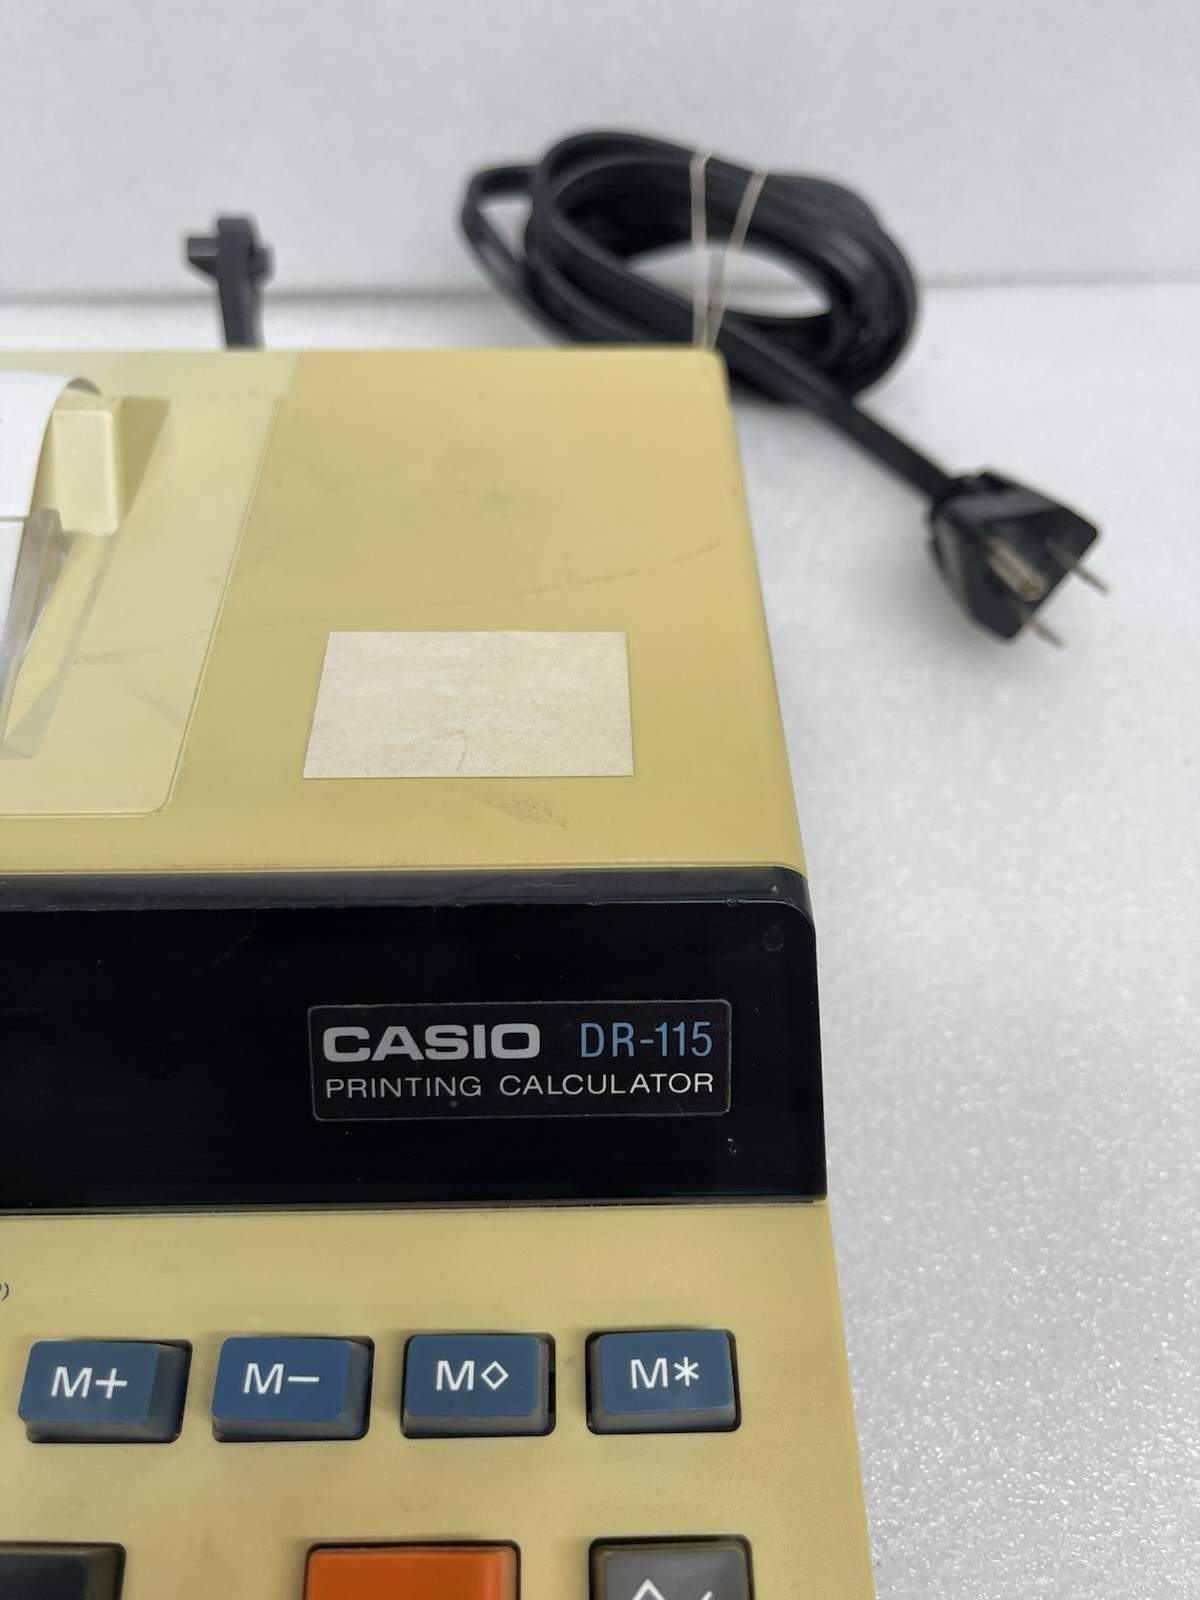 CASIO DR-115
PRINTING CALCULATOR
M+ M− M◇ M*